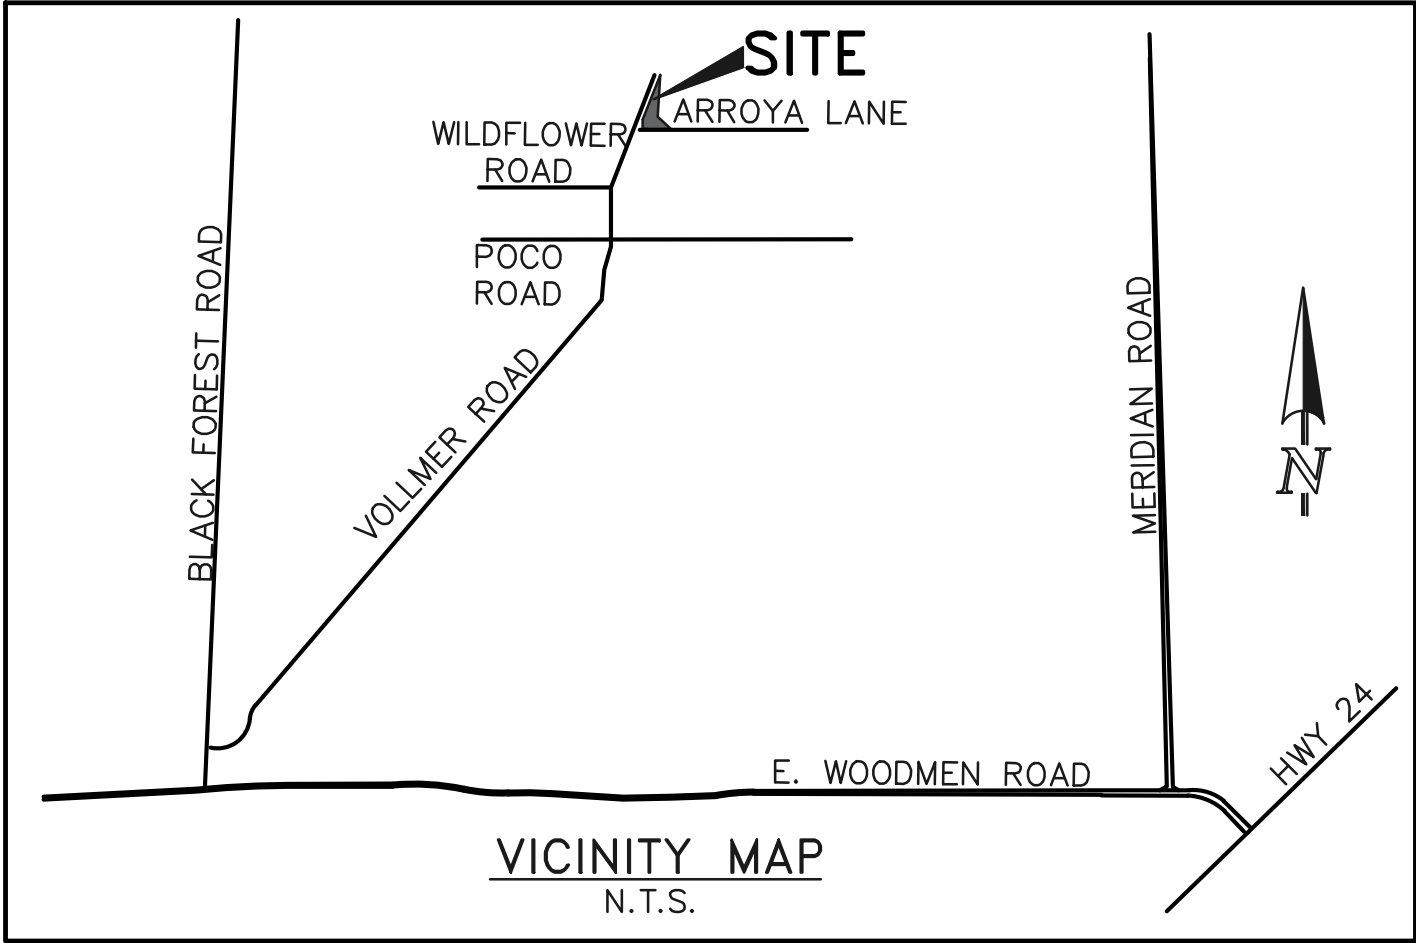 SITE
ARROYA LANE
WILDFLOWER
ROAD
POCO
ROAD
BLACK FOREST ROAD
VOLLMER ROAD
MERIDIAN ROAD
N
HWY 24
E. WOODMEN ROAD
VICINITY MAP
N.T.S.